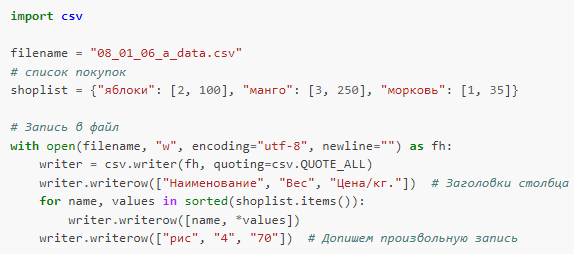 import csv
filename = "08_01_06_a_data.csv"
# список покупок
shoplist = {"яблоки": [2, 100], "манго": [3, 250], "морковь": [1, 35]}
# Запись в файл
with open(filename, "w", encoding="utf-8", newline="") as fh:
    writer = csv.writer(fh, quoting=csv.QUOTE_ALL)
    writer.writerow(["Наименование", "Вес", "Цена/кг."])  # Заголовки столбца
    for name, values in sorted(shoplist.items()):
        writer.writerow([name, *values])
    writer.writerow(["рис", "4", "70"])  # Допишем произвольную запись